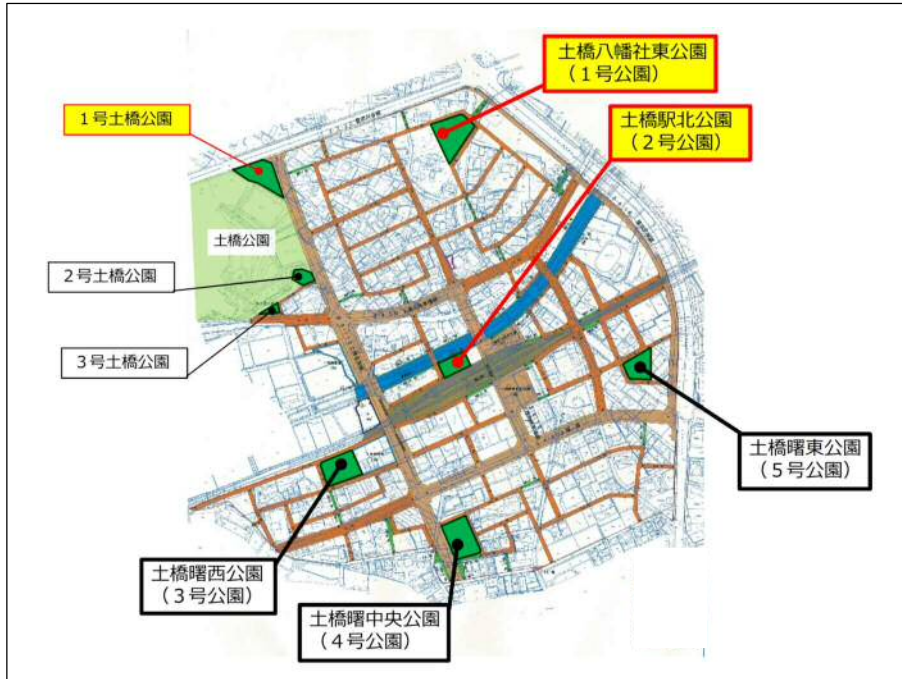 土橋八幡社東公園
（１号公園）
１号土橋公園
土橋駅北公園
（２号公園）
土橋公園
２号土橋公園
３号土橋公園
土橋曙東公園
（５号公園）
土橋曙西公園
（３号公園）
土橋曙中央公園
（４号公園）